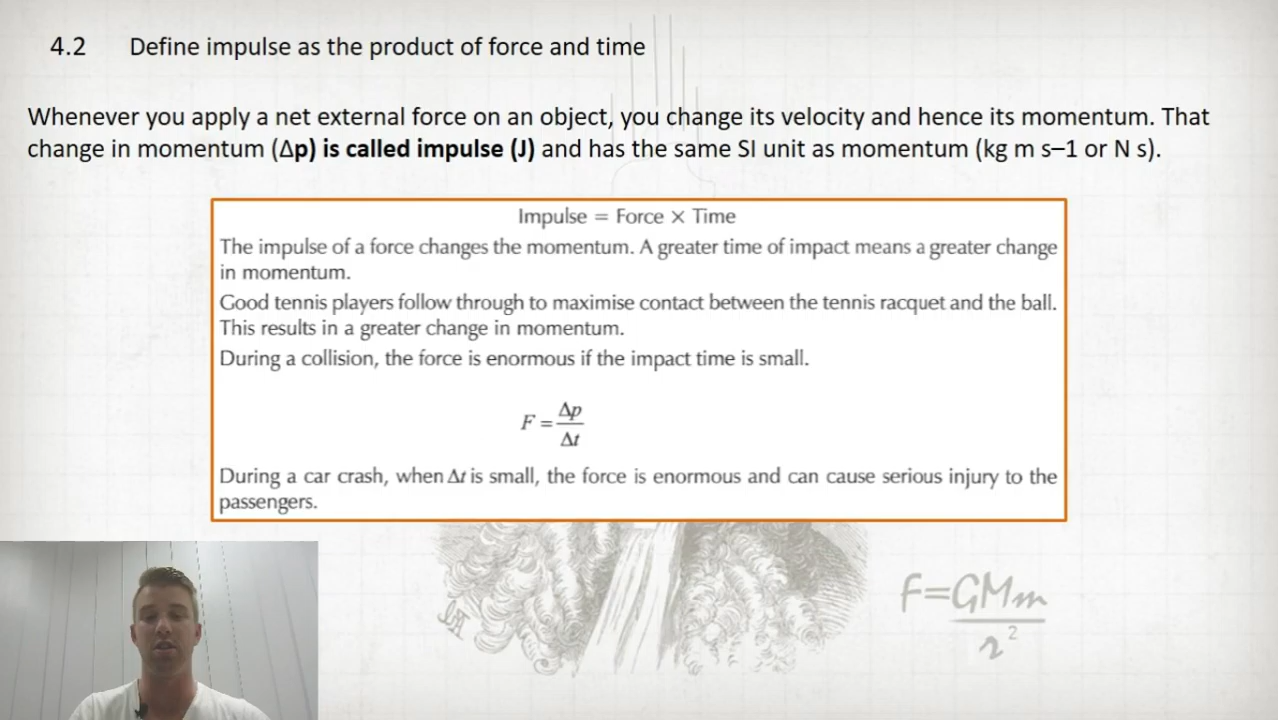 4.2 Define impulse as the product of force and time
Whenever you apply a net external force on an object, you change its velocity and hence its momentum. That
change in momentum (Δp) is called impulse (J) and has the same SI unit as momentum (kg m s–1 or N s).
Impulse = Force × Time
The impulse of a force changes the momentum. A greater time of impact means a greater change
in momentum.
Good tennis players follow through to maximise contact between the tennis racquet and the ball.
This results in a greater change in momentum.
During a collision, the force is enormous if the impact time is small.
F = Δp
Δt
During a car crash, when Δt is small, the force is enormous and can cause serious injury to the
passengers.
F=GMm
r²